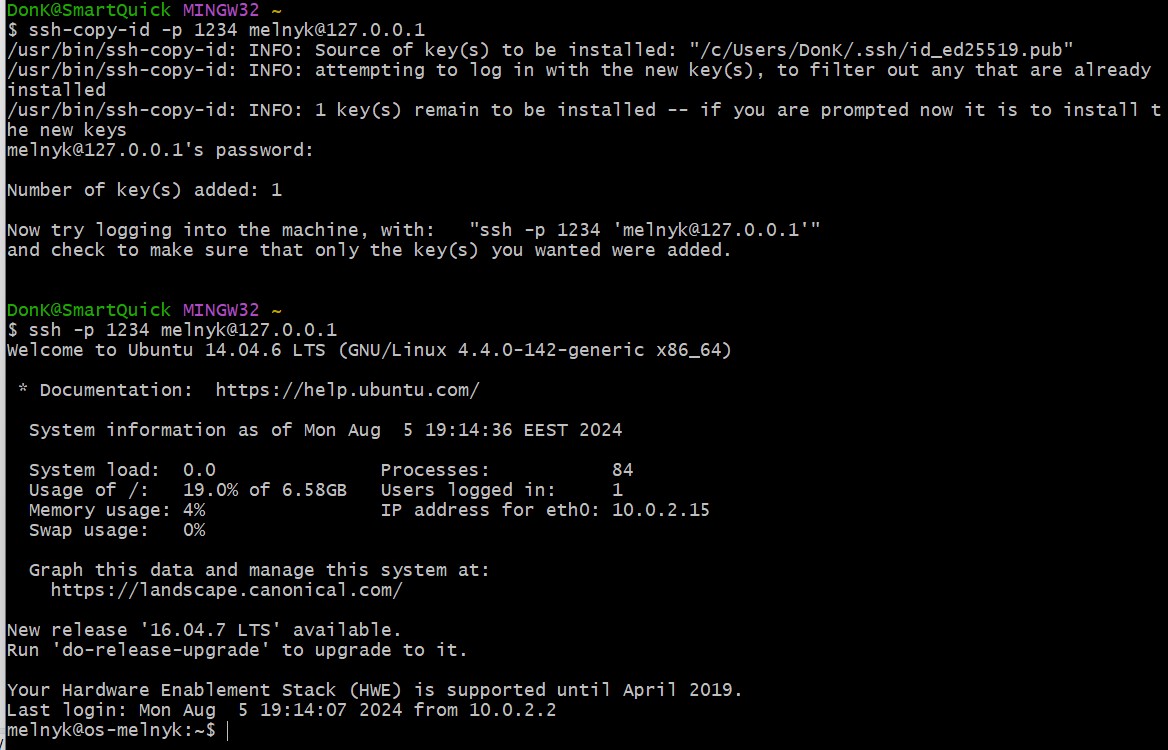 DonK@SmartQuick MINGW32 ~
$ ssh-copy-id -p 1234 melnyk@127.0.0.1
/usr/bin/ssh-copy-id: INFO: Source of key(s) to be installed: "/c/Users/DonK/.ssh/id_ed25519.pub"
/usr/bin/ssh-copy-id: INFO: attempting to log in with the new key(s), to filter out any that are already
installed
/usr/bin/ssh-copy-id: INFO: 1 key(s) remain to be installed -- if you are prompted now it is to install t
he new keys
melnyk@127.0.0.1's password:

Number of key(s) added: 1

Now try logging into the machine, with:   "ssh -p 1234 'melnyk@127.0.0.1'"
and check to make sure that only the key(s) you wanted were added.

DonK@SmartQuick MINGW32 ~
$ ssh -p 1234 melnyk@127.0.0.1
Welcome to Ubuntu 14.04.6 LTS (GNU/Linux 4.4.0-142-generic x86_64)

 * Documentation:  https://help.ubuntu.com/

  System information as of Mon Aug  5 19:14:36 EEST 2024

  System load:  0.0               Processes:           84
  Usage of /:   19.0% of 6.58GB   Users logged in:     1
  Memory usage: 4%                IP address for eth0: 10.0.2.15
  Swap usage:   0%

  Graph this data and manage this system at:
    https://landscape.canonical.com/

New release '16.04.7 LTS' available.
Run 'do-release-upgrade' to upgrade to it.

Your Hardware Enablement Stack (HWE) is supported until April 2019.
Last login: Mon Aug  5 19:14:07 2024 from 10.0.2.2
melnyk@os-melnyk:~$